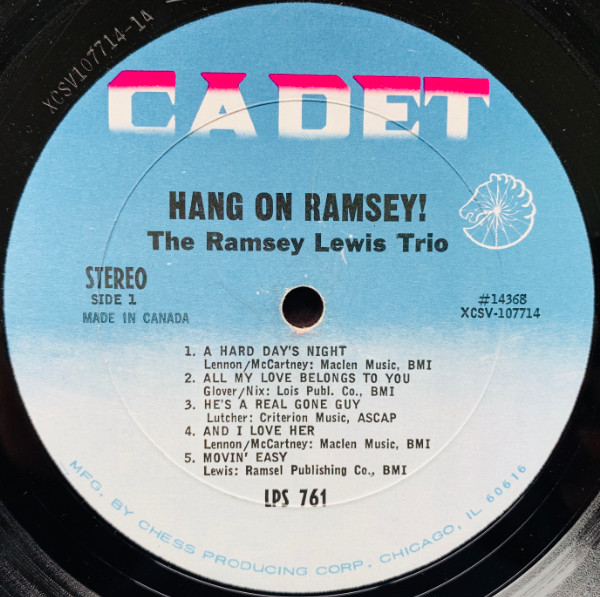 XCSV107714-1A
CADET
HANG ON RAMSEY!
The Ramsey Lewis Trio
STEREO
SIDE 1
MADE IN CANADA
#14368
XCSV-107714
1. A HARD DAY'S NIGHT
Lennon/McCartney: Maclen Music, BMI
2. ALL MY LOVE BELONGS TO YOU
Glover/Nix: Lois Publ. Co., BMI
3. HE'S A REAL GONE GUY
Lutcher: Criterion Music, ASCAP
4. AND I LOVE HER
Lennon/McCartney: Maclen Music, BMI
5. MOVIN' EASY
Lewis: Ramsel Publishing Co., BMI
LPS 761
MFG. BY CHESS PRODUCING CORP. CHICAGO, IL 60616